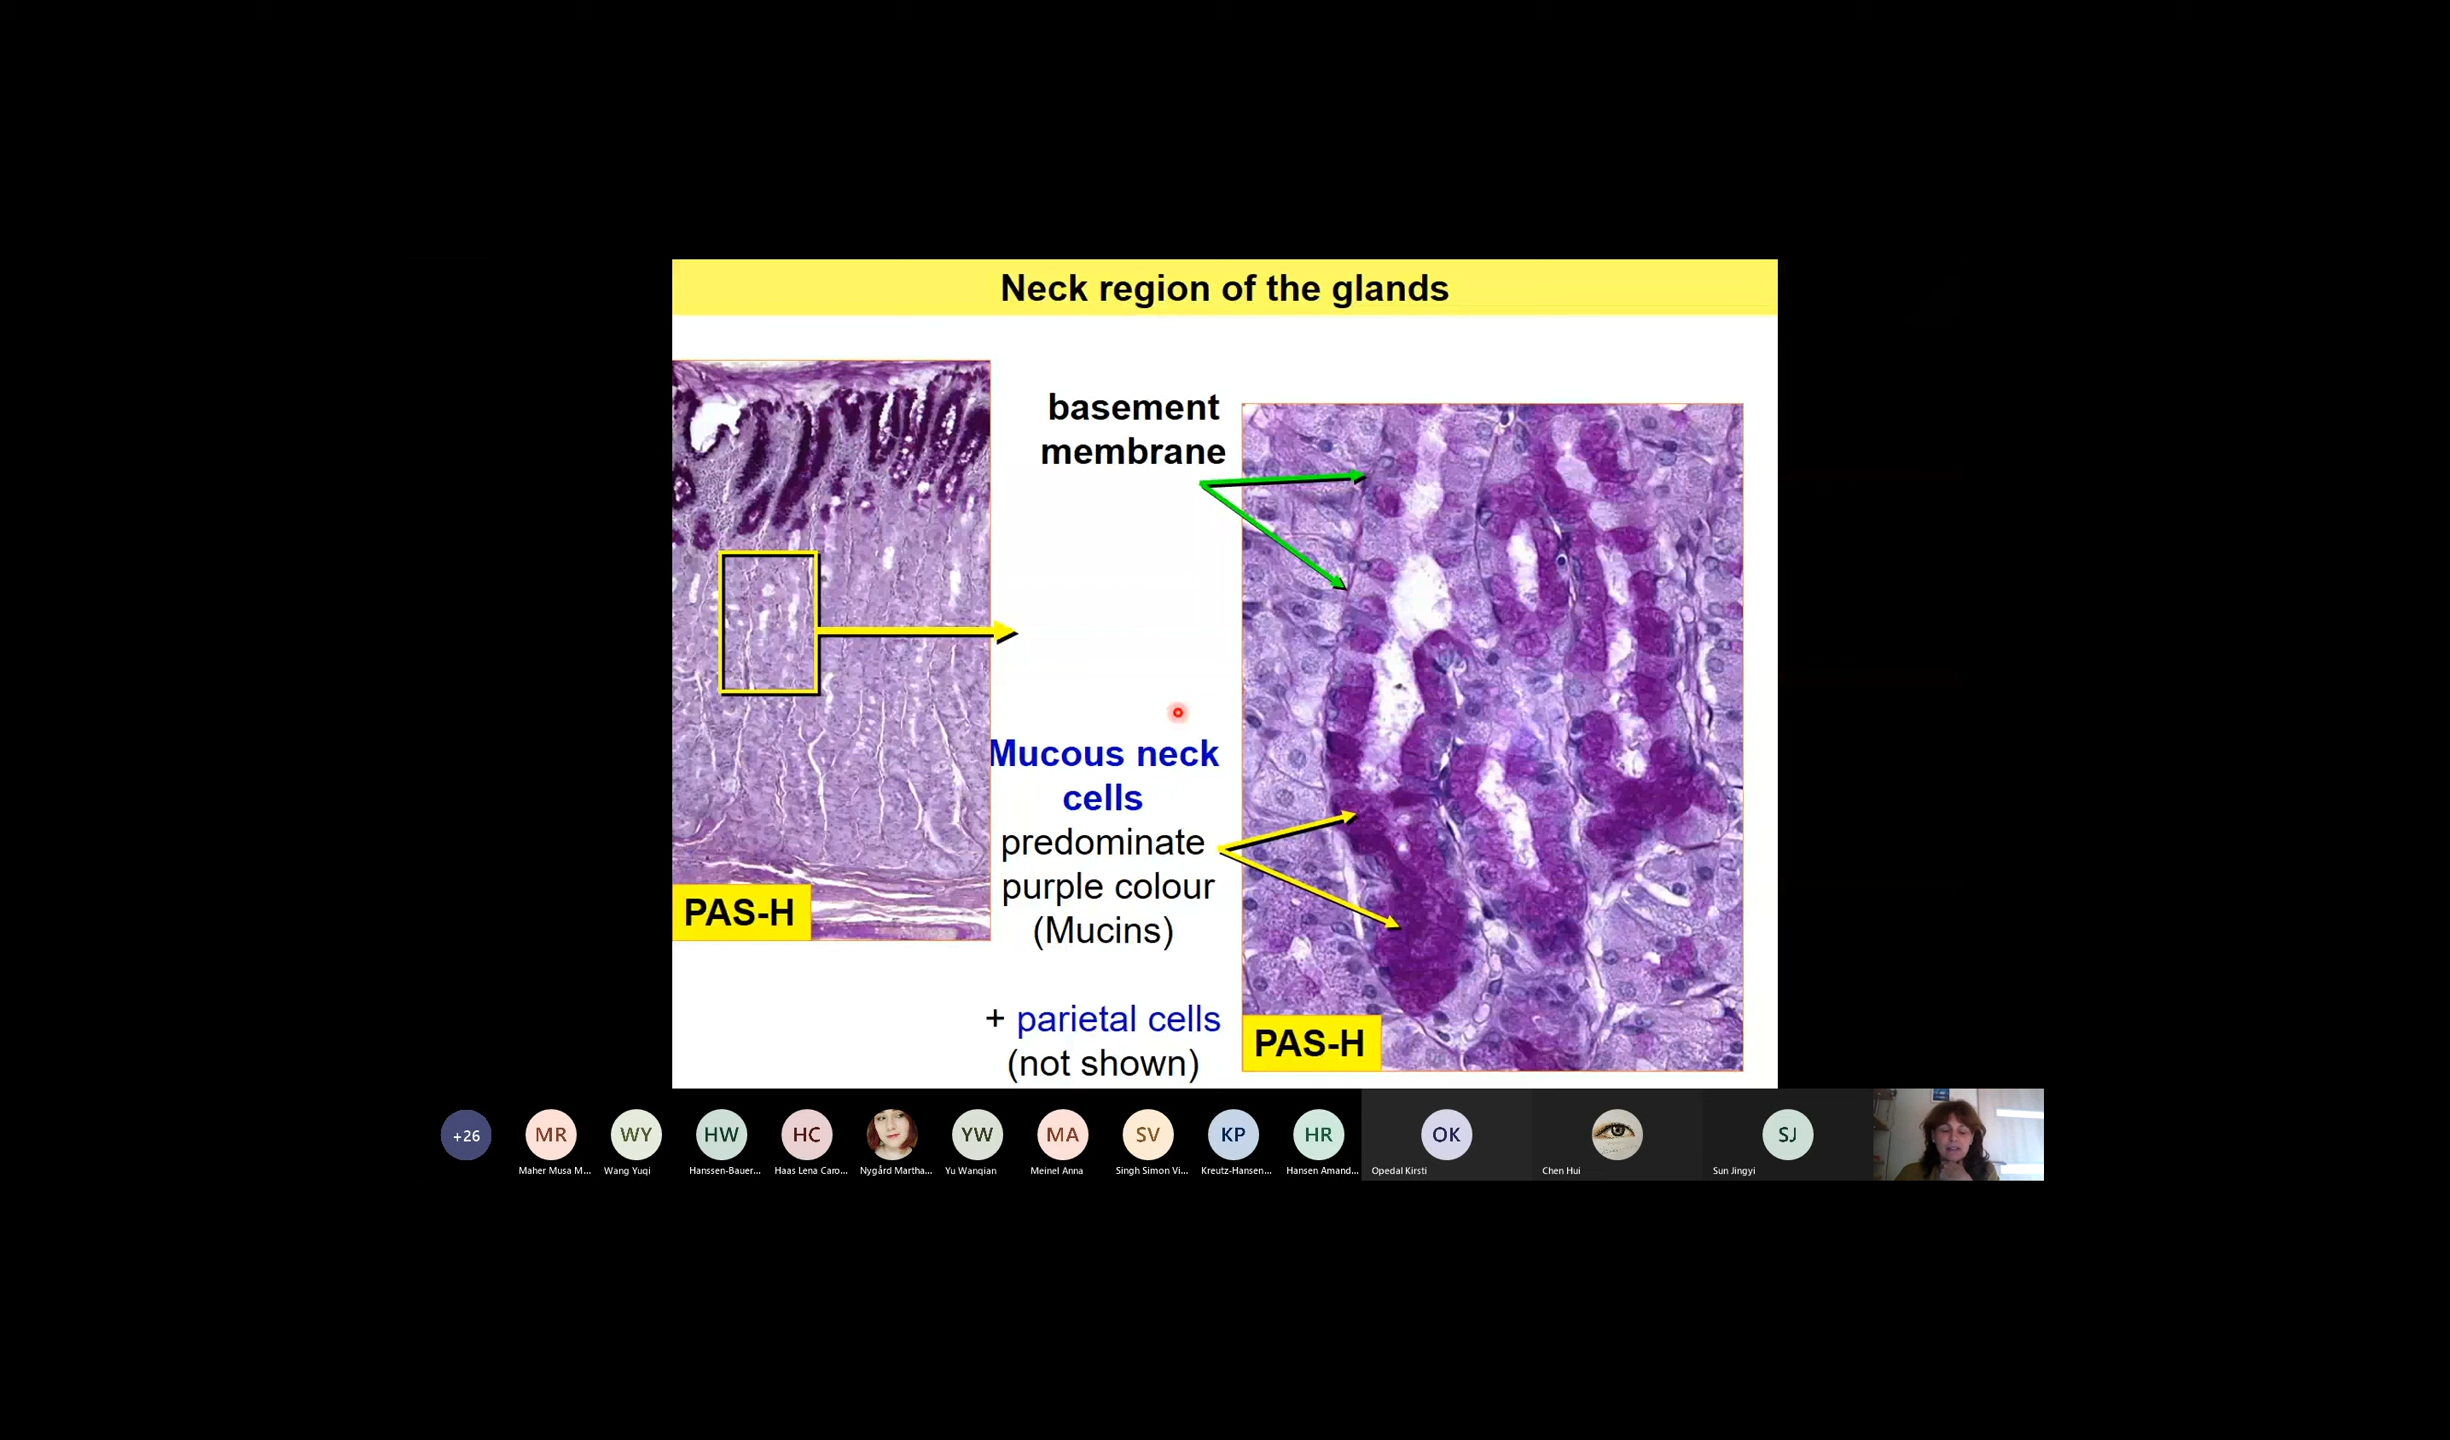 Neck region of the glands
basement
membrane
Mucous neck
cells
predominate
purple colour
(Mucins)
+ parietal cells
(not shown)
PAS-H
PAS-H
+26
MR
WY
HW
HC
YW
MA
SV
KP
HR
OK
SJ
Maher Musa M...
Wang Yuqi
Hanssen-Bauer...
Haas Lena Caro...
Nygård Martha...
Yu Wanqian
Meinel Anna
Singh Simon Vi...
Kreutz-Hansen...
Hansen Amand...
Opedal Kirsti
Chen Hui
Sun Jingyi